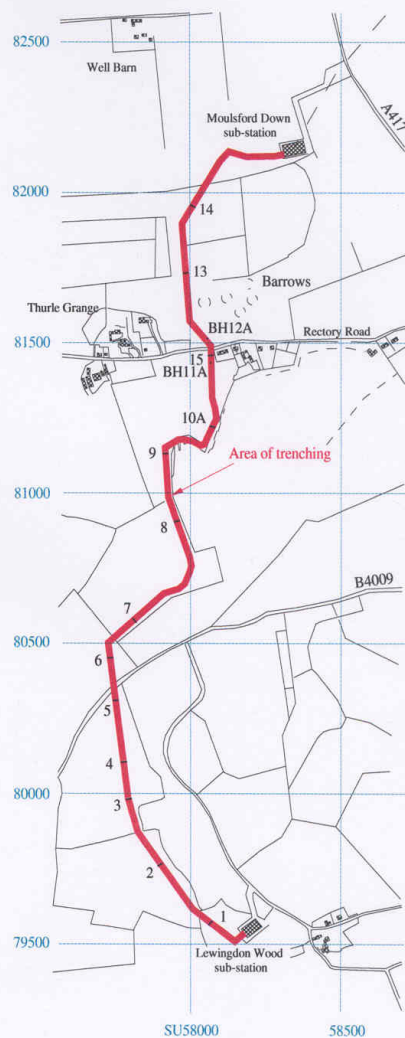 82500
Well Barn
Moulsford Down
sub-station
A417
82000
14
13
Barrows
Thurle Grange
BH12A
Rectory Road
81500
15
BH11A
10A
9
Area of trenching
81000
8
B4009
7
80500
6
5
4
80000
3
2
1
79500
Lewingdon Wood
sub-station
SU58000
58500